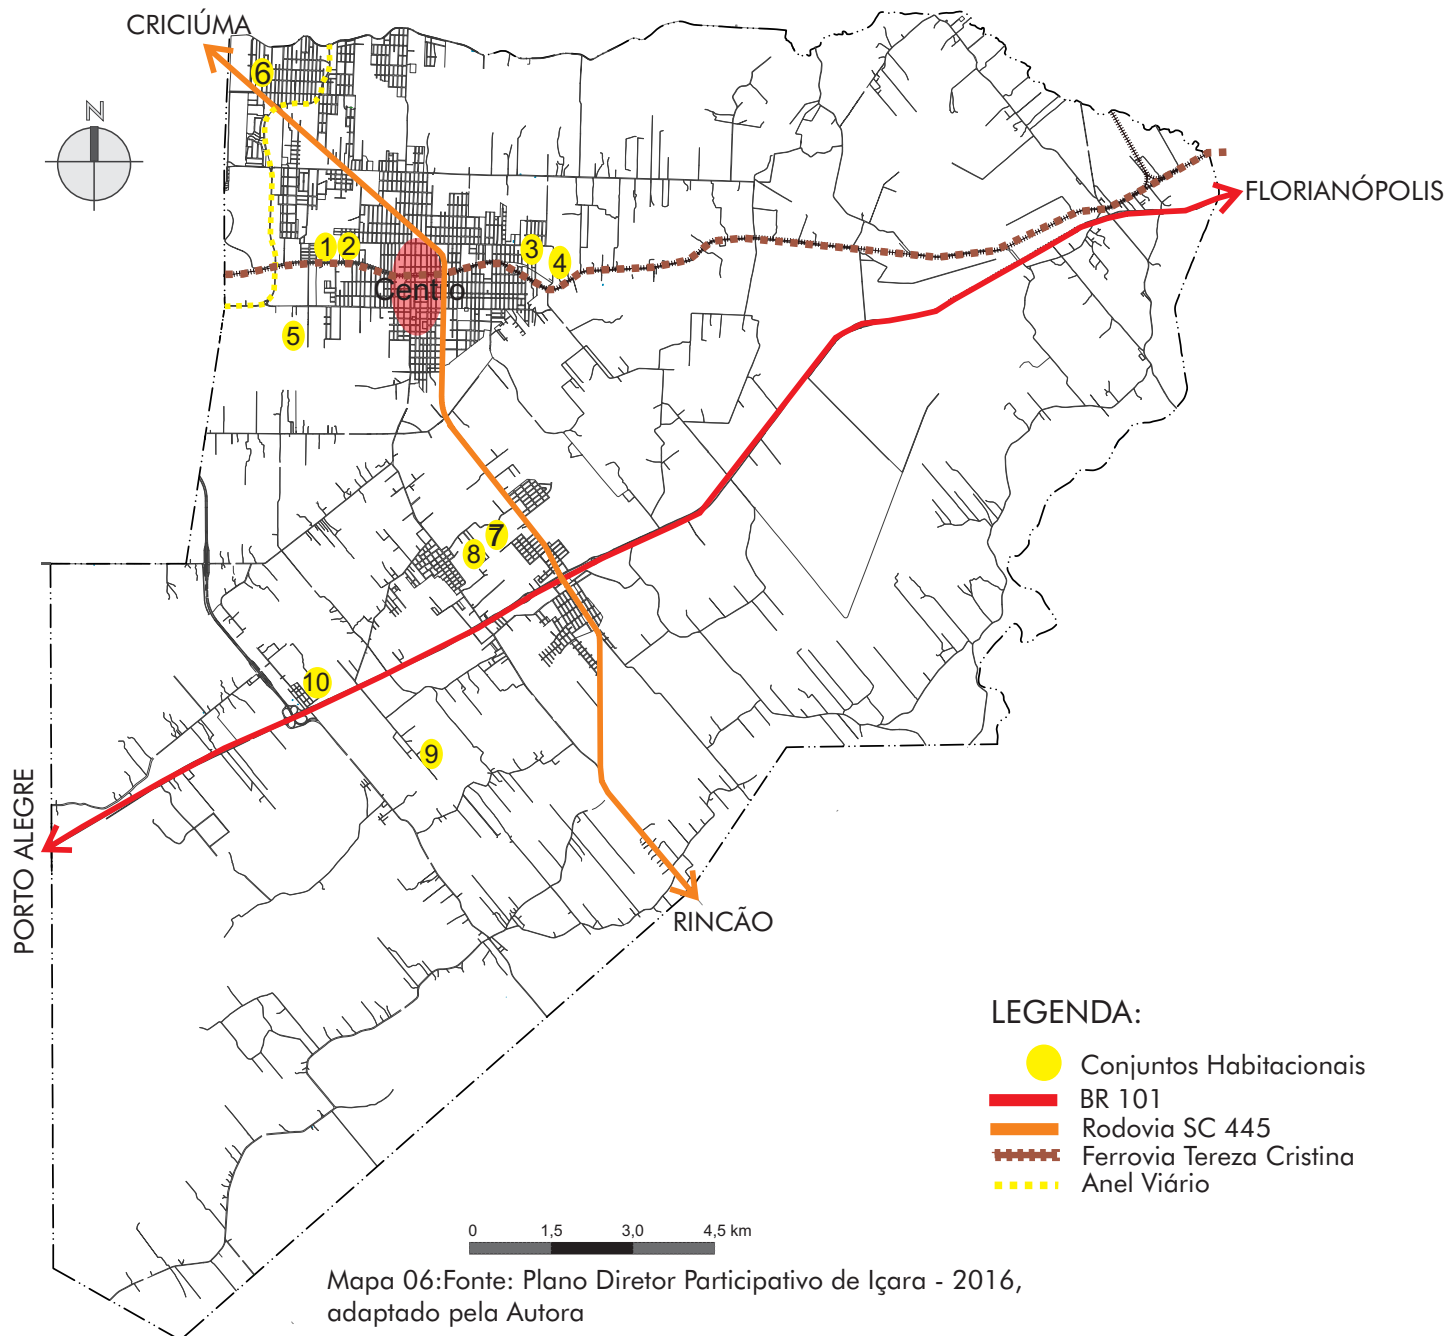 CRICIÚMA
6
N
FLORIANÓPOLIS
1
2
3
4
Centro
5
7
8
10
9
PORTO ALEGRE
RINCÃO
LEGENDA:
Conjuntos Habitacionais
BR 101
Rodovia SC 445
Ferrovia Tereza Cristina
Anel Viário
0 1,5 3,0 4,5 km
Mapa 06:Fonte: Plano Diretor Participativo de Içara - 2016,
adaptado pela Autora